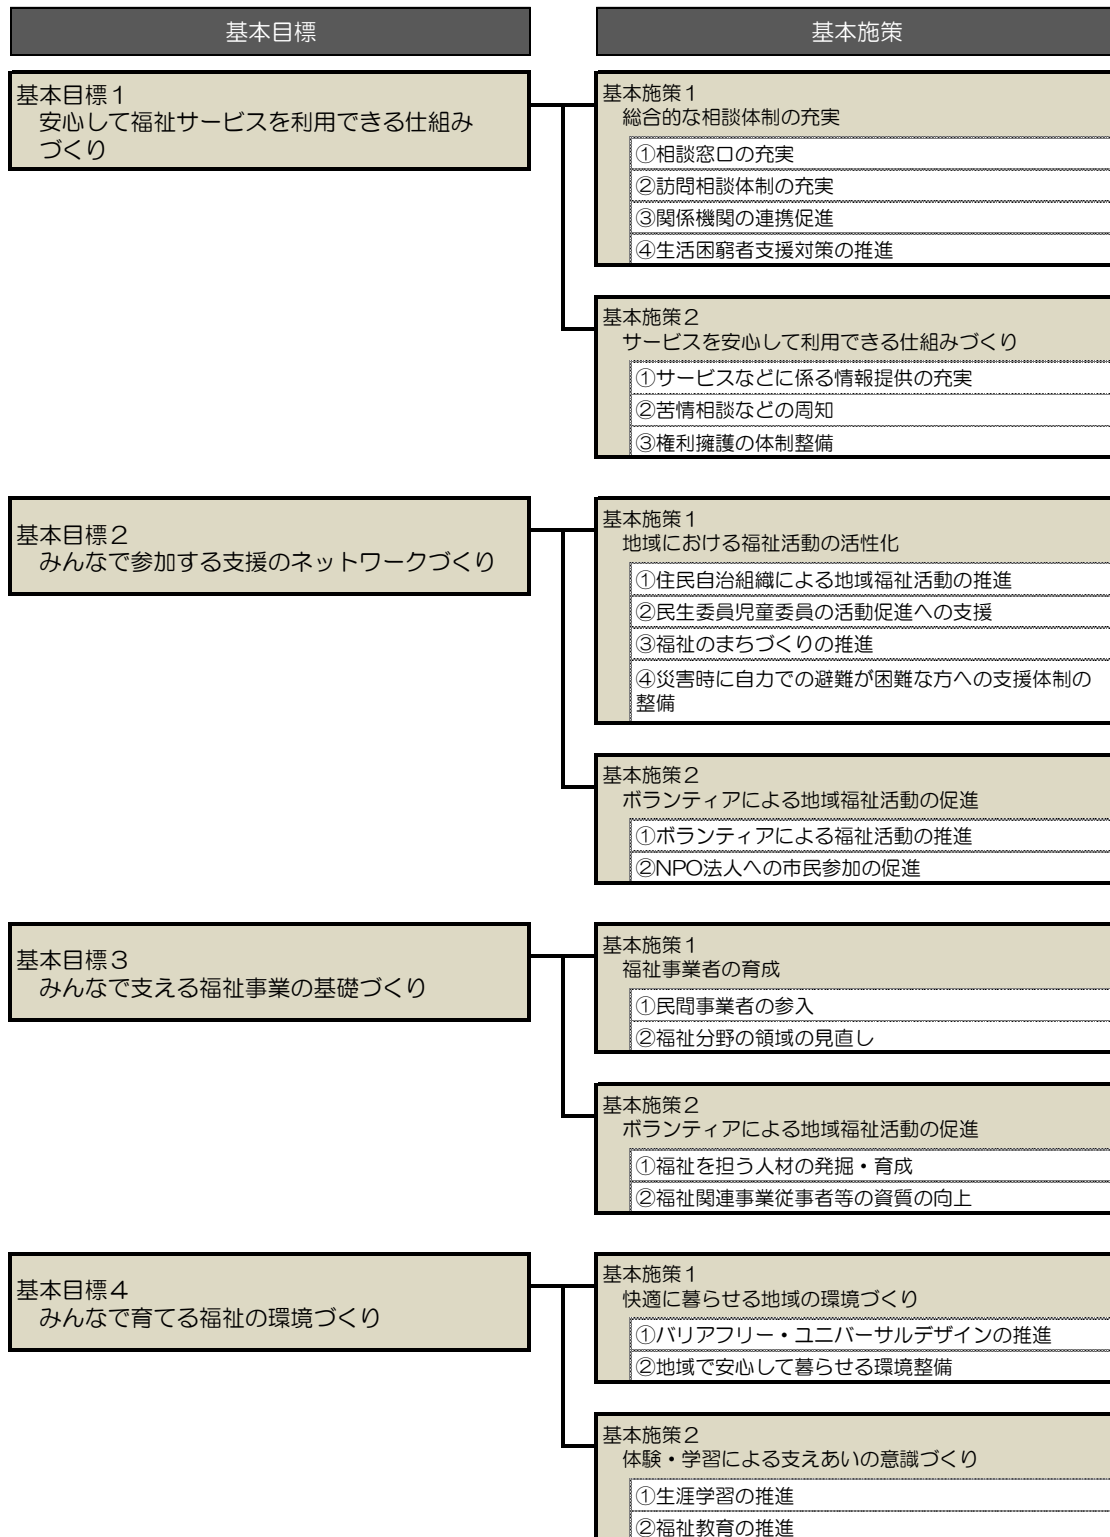 基本目標
基本施策
基本目標１
安心して福祉サービスを利用できる仕組み
づくり
基本施策１
総合的な相談体制の充実
①相談窓口の充実
②訪問相談体制の充実
③関係機関の連携促進
④生活困窮者支援対策の推進
基本施策２
サービスを安心して利用できる仕組みづくり
①サービスなどに係る情報提供の充実
②苦情相談などの周知
③権利擁護の体制整備
基本目標２
みんなで参加する支援のネットワークづくり
基本施策１
地域における福祉活動の活性化
①住民自治組織による地域福祉活動の推進
②民生委員児童委員の活動促進への支援
③福祉のまちづくりの推進
④災害時に自力での避難が困難な方への支援体制の
整備
基本施策２
ボランティアによる地域福祉活動の促進
①ボランティアによる福祉活動の推進
②NPO法人への市民参加の促進
基本目標３
みんなで支える福祉事業の基礎づくり
基本施策１
福祉事業者の育成
①民間事業者の参入
②福祉分野の領域の見直し
基本施策２
ボランティアによる地域福祉活動の促進
①福祉を担う人材の発掘・育成
②福祉関連事業従事者等の資質の向上
基本目標４
みんなで育てる福祉の環境づくり
基本施策１
快適に暮らせる地域の環境づくり
①バリアフリー・ユニバーサルデザインの推進
②地域で安心して暮らせる環境整備
基本施策２
体験・学習による支えあいの意識づくり
①生涯学習の推進
②福祉教育の推進